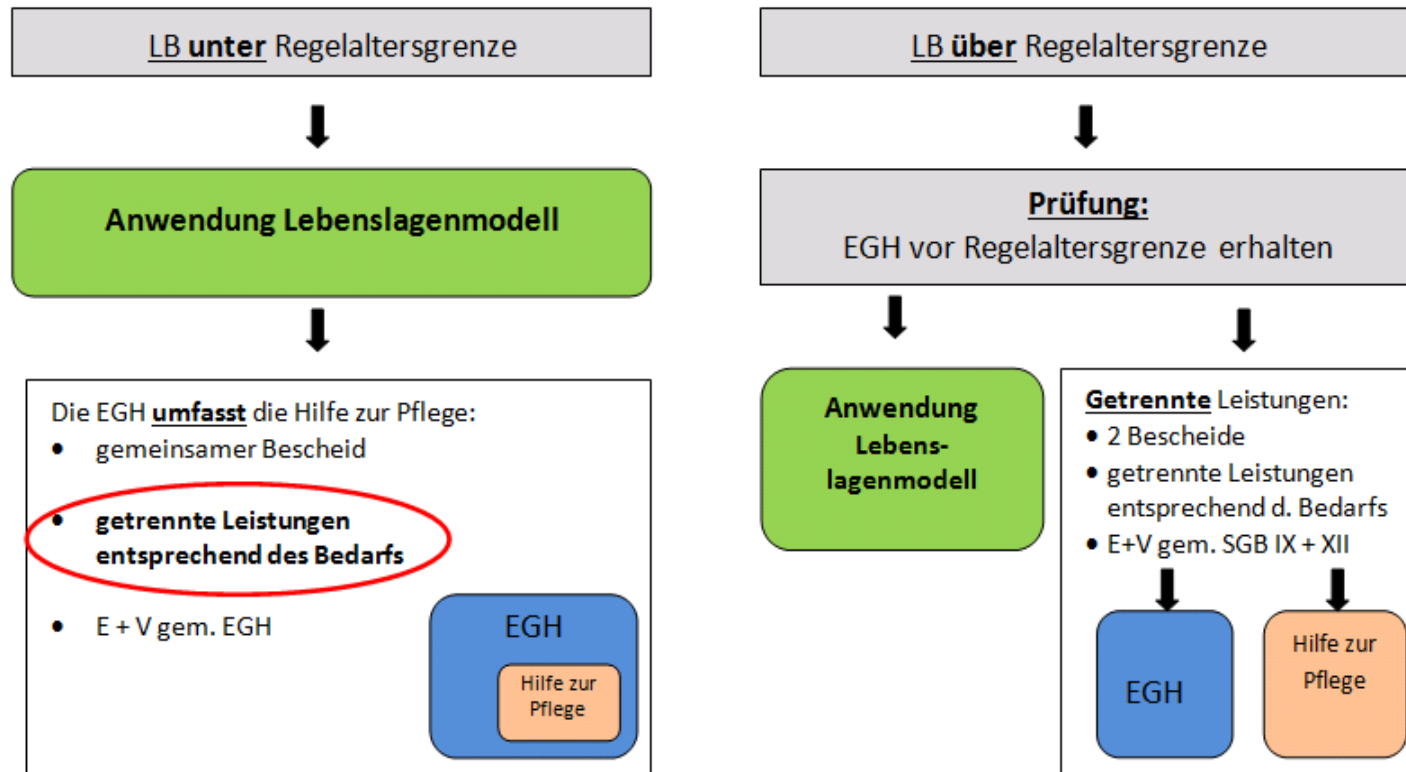 LB unter Regelaltersgrenze
Anwendung Lebenslagenmodell
Die EGH umfasst die Hilfe zur Pflege:
• gemeinsamer Bescheid
• getrennte Leistungen
entsprechend des Bedarfs
• E + V gem. EGH
EGH
Hilfe zur
Pflege
LB über Regelaltersgrenze
Prüfung:
EGH vor Regelaltersgrenze erhalten
Anwendung
Lebens-
lagenmodell
Getrennte Leistungen:
• 2 Bescheide
• getrennte Leistungen
entsprechend d. Bedarfs
• E+V gem. SGB IX + XII
EGH
Hilfe zur
Pflege